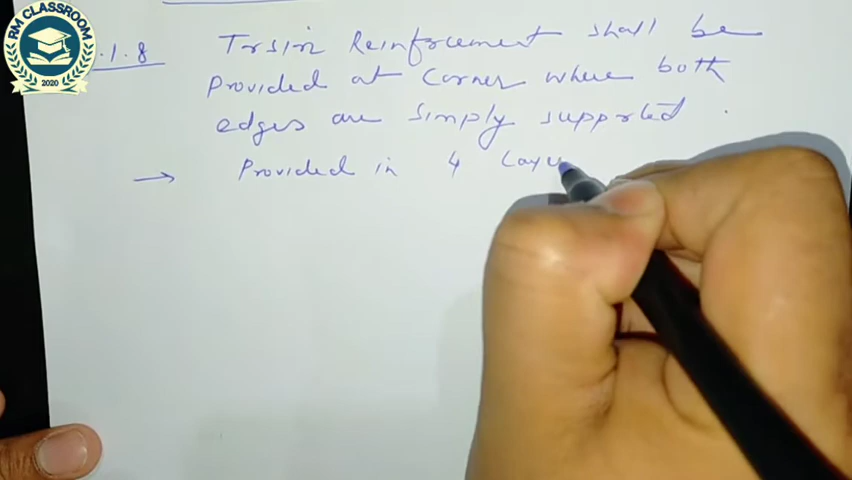 RM CLASSROOM
2020
.1.8 Torsion Reinforcement shall be
Provided at Corner where both
edges are simply supported .
→ Provided in 4 Laye